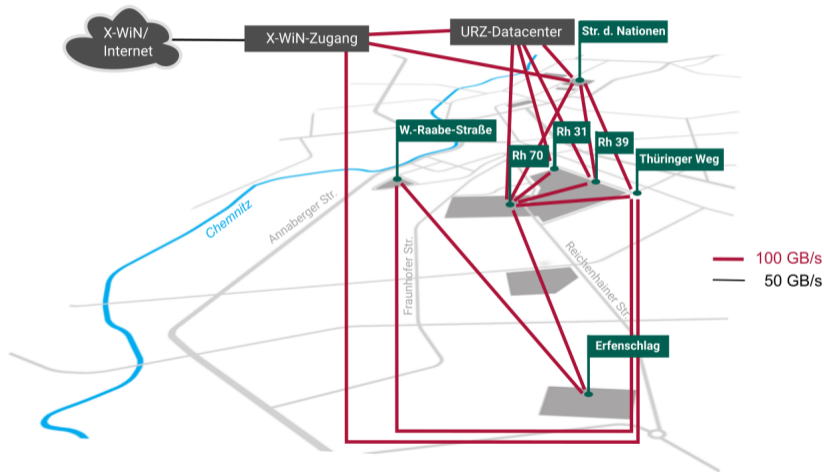 X-WiN/
Internet
X-WiN-Zugang
URZ-Datacenter
Str. d. Nationen
W.-Raabe-Straße
Rh 31
Rh 39
Rh 70
Thüringer Weg
Chemnitz
Annaberger Str.
Fraunhofer Str.
Reichenhainer Str.
100 GB/s
50 GB/s
Erfenschlag